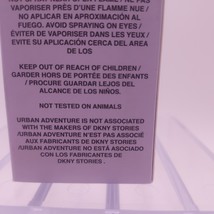 VAPORISER PRÈS D'UNE FLAMME NUE /
NO APLICAR EN APROXIMACIÓN AL
FUEGO. AVOID SPRAYING ON EYES /
ÉVITER DE VAPORISER DANS LES YEUX /
EVITE SU APLICACIÓN CERCA DEL AREA
DE LOS
KEEP OUT OF REACH OF CHILDREN /
GARDER HORS DE PORTÉE DES ENFANTS
/ PROCURE GUARDAR LEJOS DEL
ALCANCE DE LOS NIÑOS.
NOT TESTED ON ANIMALS
URBAN ADVENTURE IS NOT ASSOCIATED
WITH THE MAKERS OF DKNY STORIES
/URBAN ADVENTURE N'EST PAS ASSOCIÉ
AUX FABRICANTS DE DKNY STORIES
/URBAN ADVENTURE NO ESTÁ ASOCIADO
CON LOS FABRICANTES DE
DKNY STORIES.